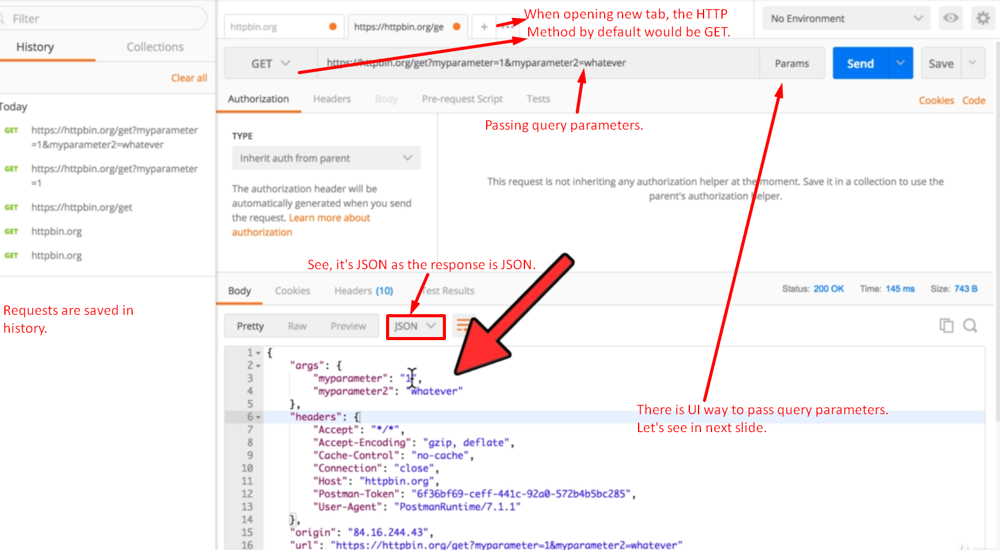 Filter
History
Collections
Clear all
Today
GET
https://httpbin.org/get?myparameter
=1&myparameter2=whatever
GET
https://httpbin.org/get?myparameter
=1
GET
https://httpbin.org/get
GET
httpbin.org
GET
httpbin.org
Requests are saved in
history.
httpbin.org
https://httpbin.org/ge
+
•••
When opening new tab, the HTTP
Method by default would be GET.
No Environment
GET
https://httpbin.org/get?myparameter=1&myparameter2=whatever
Params
Send
Save
Authorization
Headers
Body
Pre-request Script
Tests
Cookies
Code
Passing query parameters.
TYPE
Inherit auth from parent
The authorization header will be
automatically generated when you send
the request. Learn more about
authorization
This request is not inheriting any authorization helper at the moment. Save it in a collection to use the
parent's authorization helper.
See, it's JSON as the response is JSON.
Body
Cookies
Headers (10)
Test Results
Status: 200 OK
Time: 145 ms
Size: 743 B
Pretty
Raw
Preview
JSON
1 {
2 "args": {
3 "myparameter": "1",
4 "myparameter2": "whatever"
5 },
6 "headers": {
7 "Accept": "*/*",
8 "Accept-Encoding": "gzip, deflate",
9 "Cache-Control": "no-cache",
10 "Connection": "close",
11 "Host": "httpbin.org",
12 "Postman-Token": "6f36bf69-ceff-441c-92a0-572b4b5bc285",
13 "User-Agent": "PostmanRuntime/7.1.1"
14 },
15 "origin": "84.16.244.43",
16 "url": "https://httpbin.org/get?myparameter=1&myparameter2=whatever"
There is UI way to pass query parameters.
Let's see in next slide.